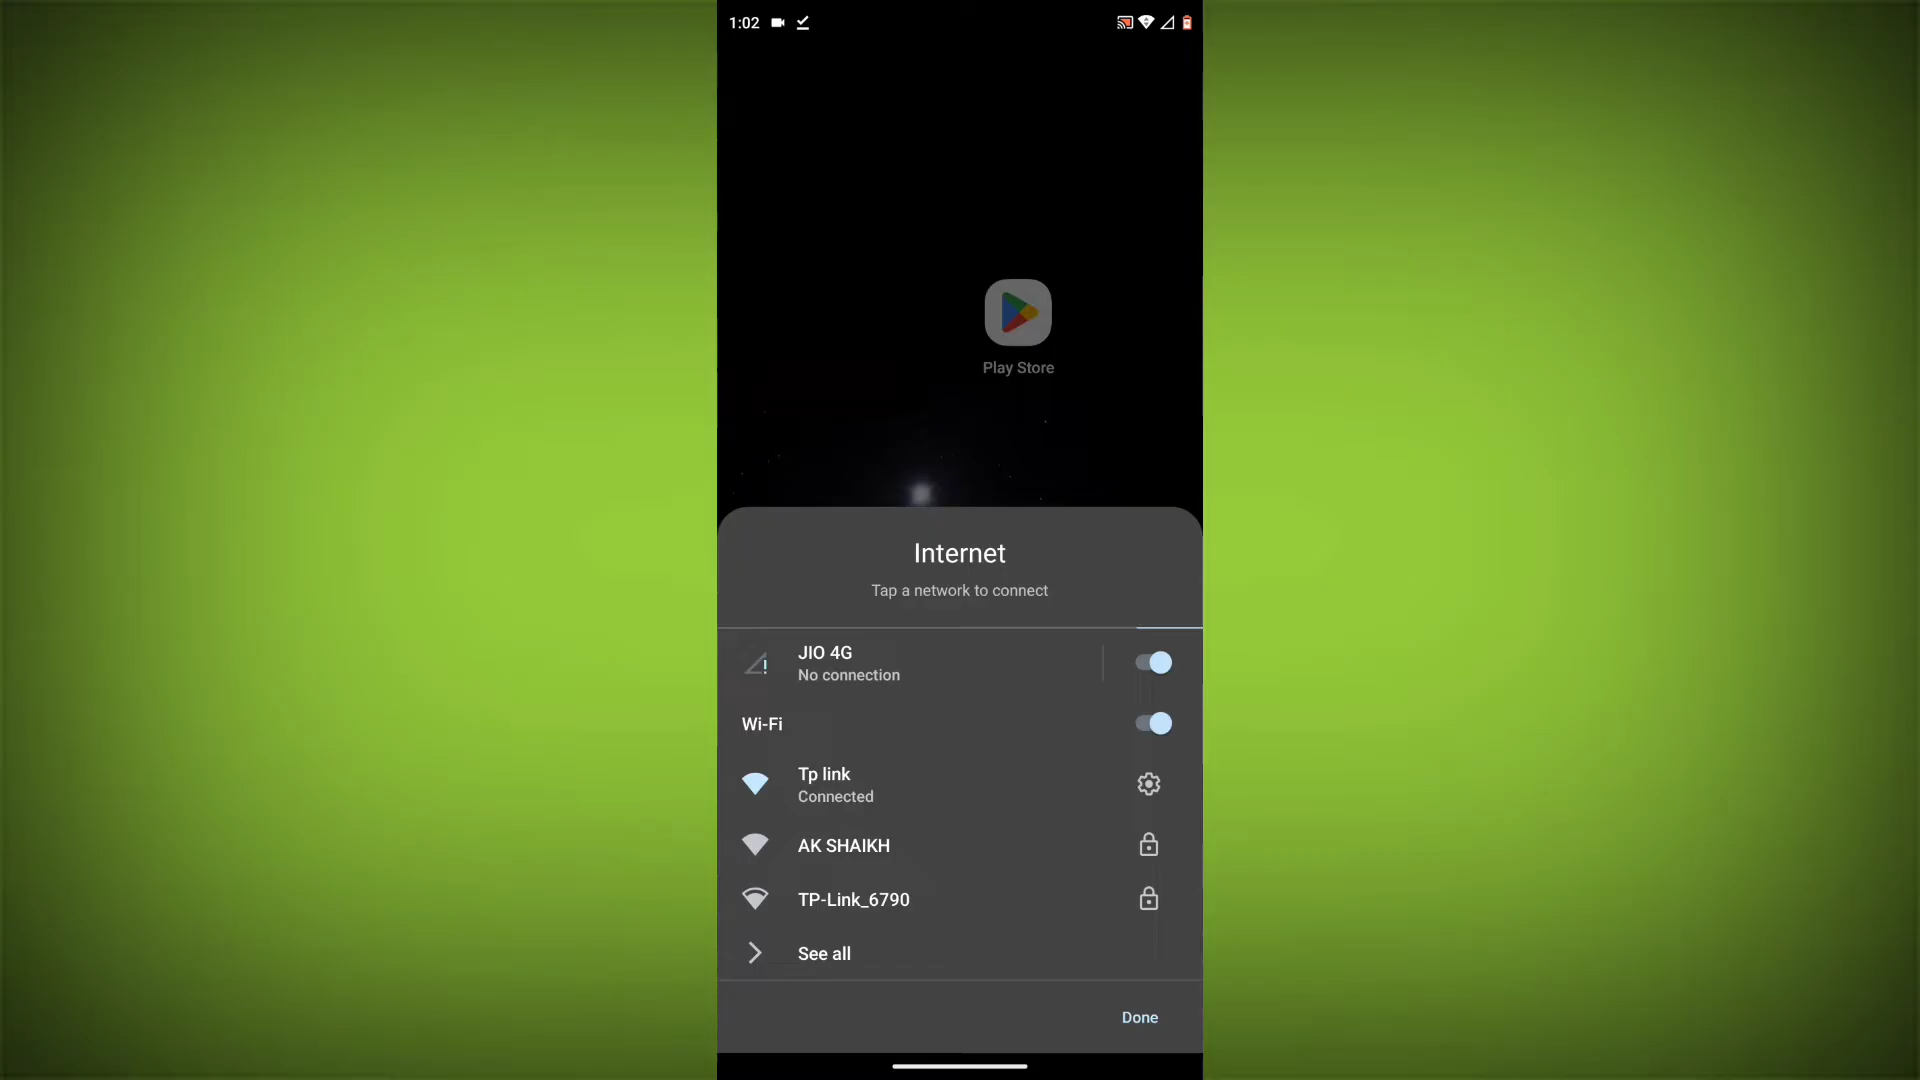 1:02
Play Store
Internet
Tap a network to connect
JIO 4G
No connection
Wi-Fi
Tp link
Connected
AK SHAIKH
TP-Link_6790
See all
Done